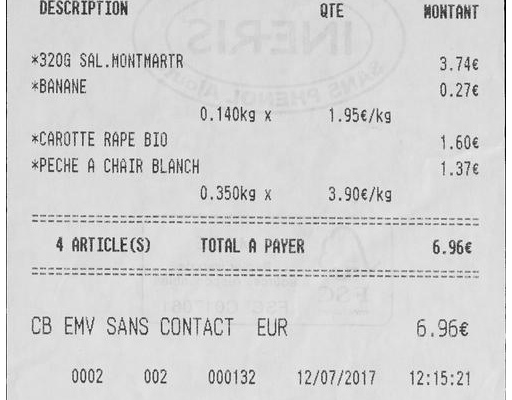 DESCRIPTION QTE MONTANT
*320G SAL.MONTMARTR 3.74€
*BANANE 0.27€
0.140kg x 1.95€/kg
*CAROTTE RAPE BIO 1.60€
*PECHE A CHAIR BLANCH 1.37€
0.350kg x 3.90€/kg
4 ARTICLE(S) TOTAL A PAYER 6.96€
CB EMV SANS CONTACT EUR 6.96€
0002 002 000132 12/07/2017 12:15:21